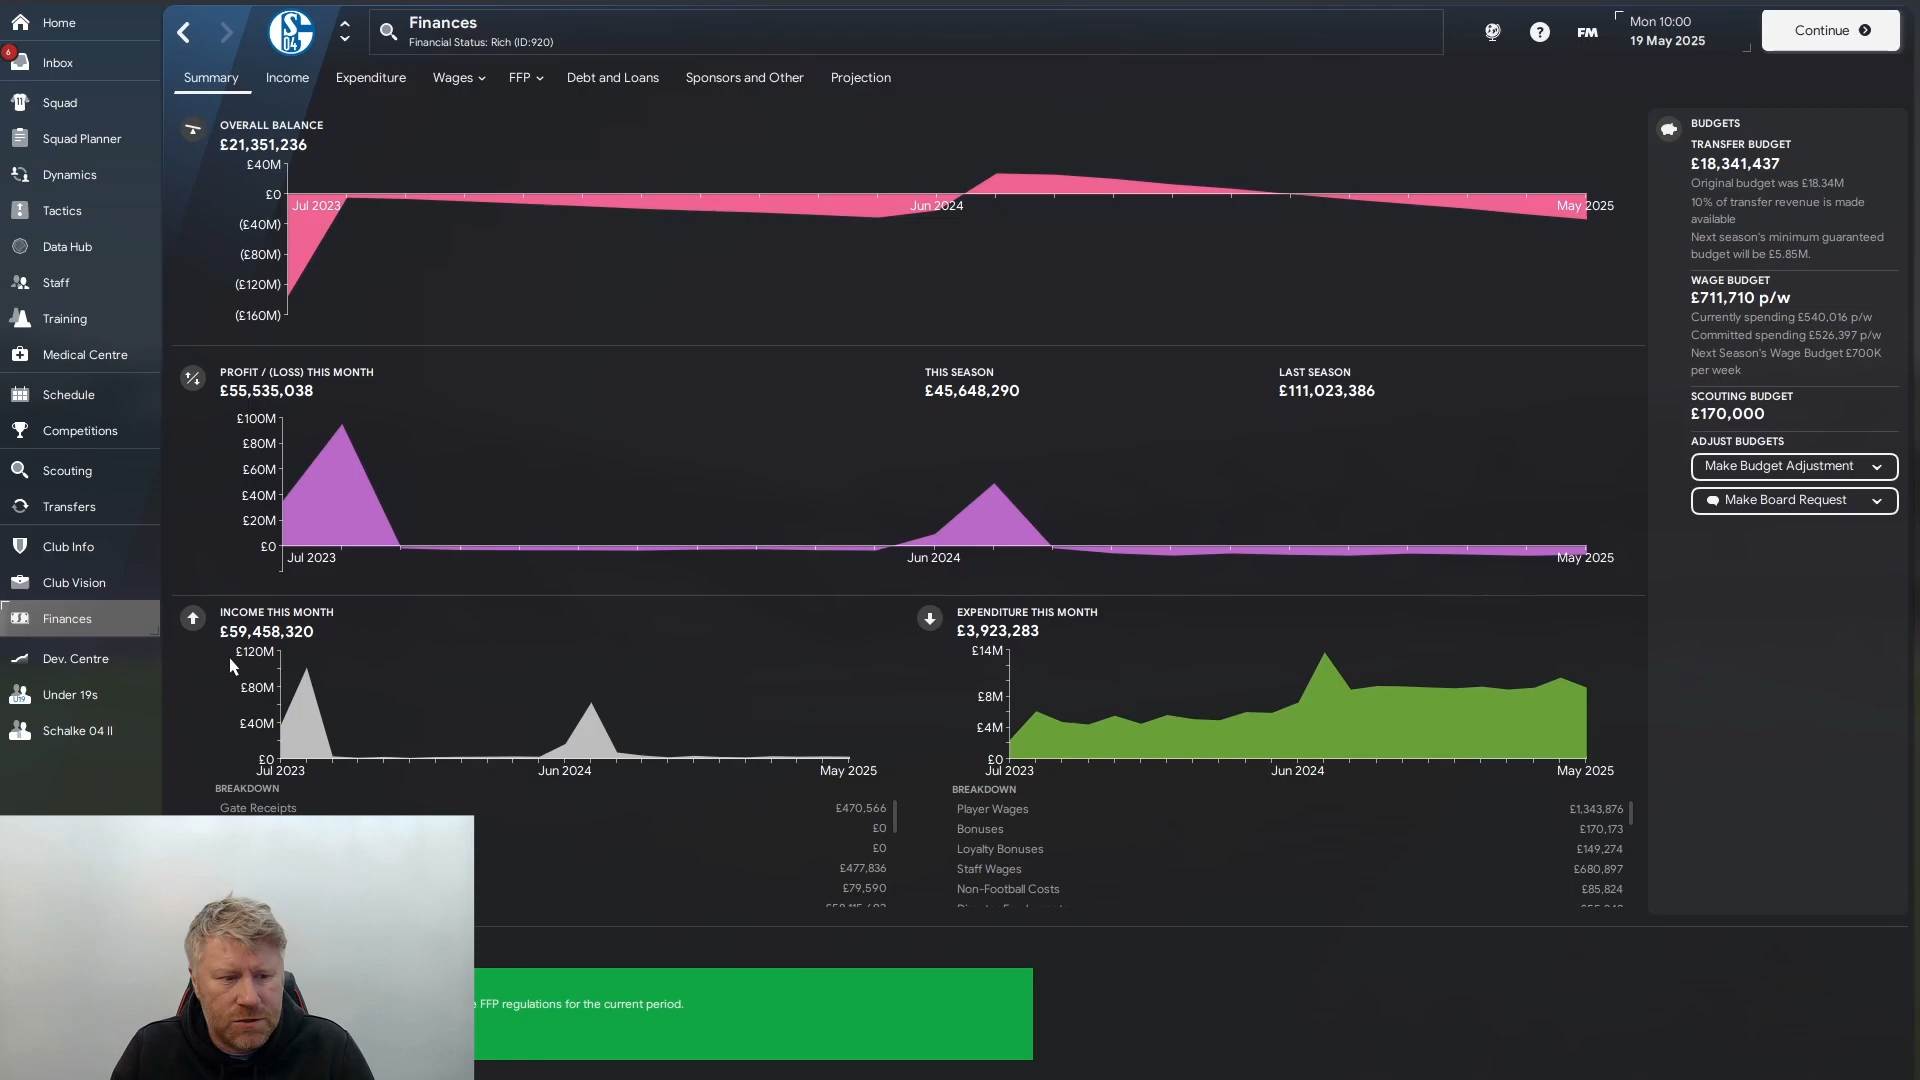 Home
6
Inbox
Squad
Squad Planner
Dynamics
Tactics
Data Hub
Staff
Training
Medical Centre
Schedule
Competitions
Scouting
Transfers
Club Info
Club Vision
Finances
Dev. Centre
U19
Under 19s
Schalke 04 II
S
04
Finances
Financial Status: Rich (ID:920)
?
FM
Mon 10:00
19 May 2025
Continue
Summary
Income
Expenditure
Wages
FFP
Debt and Loans
Sponsors and Other
Projection
OVERALL BALANCE
£21,351,236
£40M
£0
(£40M)
(£80M)
(£120M)
(£160M)
Jul 2023
Jun 2024
May 2025
PROFIT / (LOSS) THIS MONTH
£55,535,038
THIS SEASON
£45,648,290
LAST SEASON
£111,023,386
£100M
£80M
£60M
£40M
£20M
£0
Jul 2023
Jun 2024
May 2025
INCOME THIS MONTH
£59,458,320
£120M
£80M
£40M
£0
Jul 2023
Jun 2024
May 2025
BREAKDOWN
Gate Receipts
£470,566
£0
£0
£477,836
£79,590
EXPENDITURE THIS MONTH
£3,923,283
£14M
£8M
£4M
£0
Jul 2023
Jun 2024
May 2025
BREAKDOWN
Player Wages £1,343,876
Bonuses £170,173
Loyalty Bonuses £149,274
Staff Wages £680,897
Non-Football Costs £85,824
BUDGETS
TRANSFER BUDGET
£18,341,437
Original budget was £18.34M
10% of transfer revenue is made
available
Next season's minimum guaranteed
budget will be £5.85M.
WAGE BUDGET
£711,710 p/w
Currently spending £540,016 p/w
Committed spending £526,397 p/w
Next Season's Wage Budget £700K
per week
SCOUTING BUDGET
£170,000
ADJUST BUDGETS
Make Budget Adjustment
Make Board Request
FFP regulations for the current period.